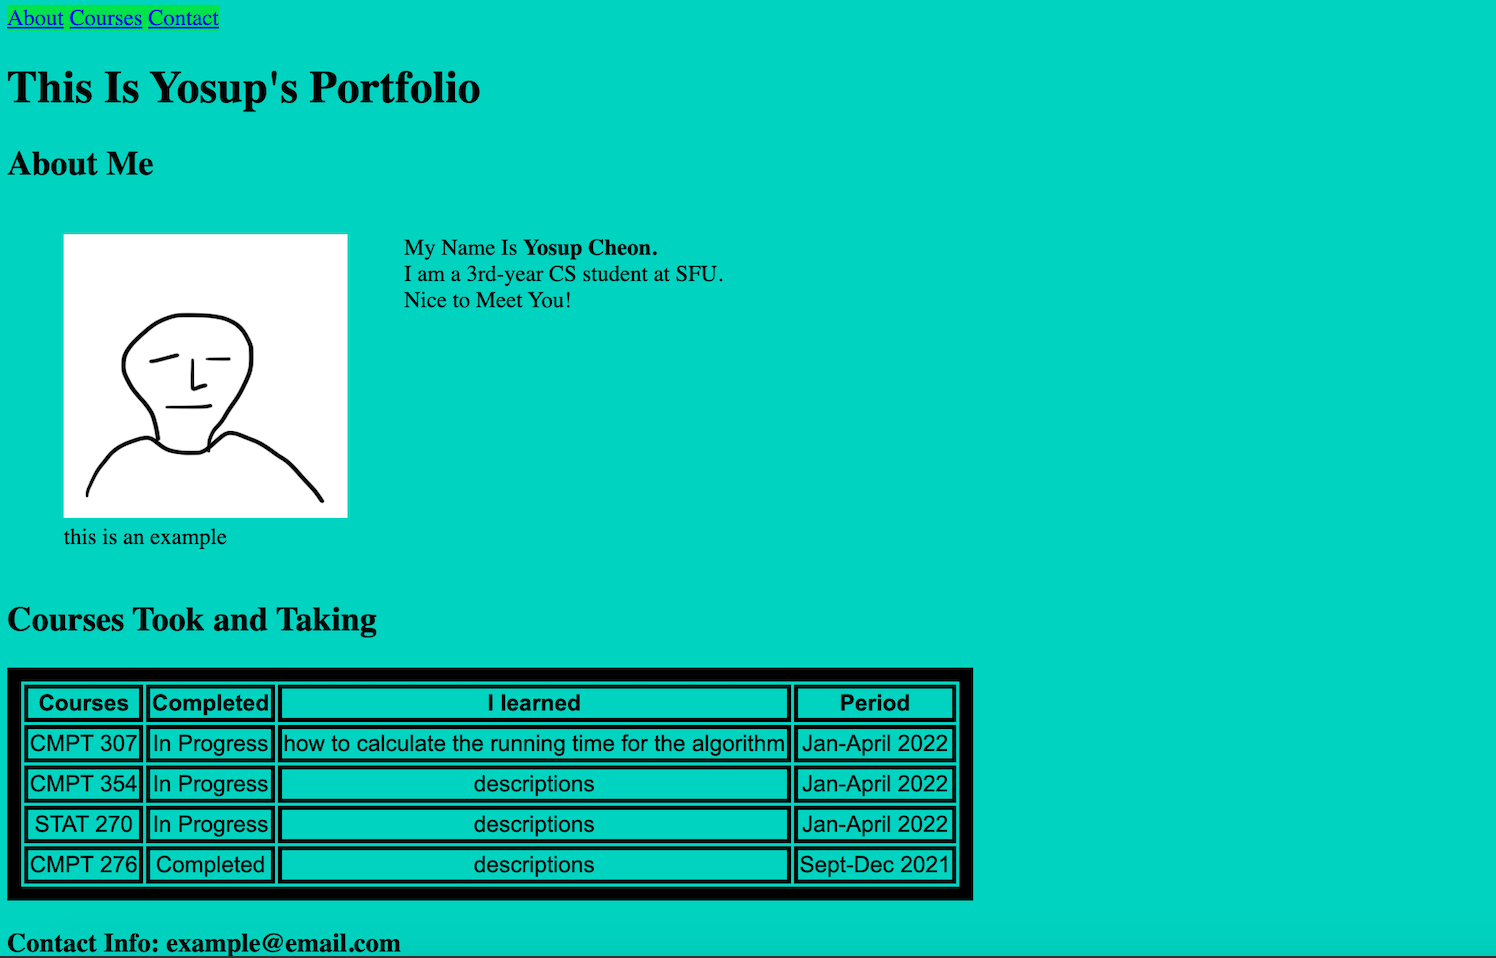 About Courses Contact
This Is Yosup's Portfolio
About Me
My Name Is Yosup Cheon.
I am a 3rd-year CS student at SFU.
Nice to Meet You!
this is an example
Courses Took and Taking
Courses Completed I learned Period
CMPT 307 In Progress how to calculate the running time for the algorithm Jan-April 2022
CMPT 354 In Progress descriptions Jan-April 2022
STAT 270 In Progress descriptions Jan-April 2022
CMPT 276 Completed descriptions Sept-Dec 2021
Contact Info: example@email.com